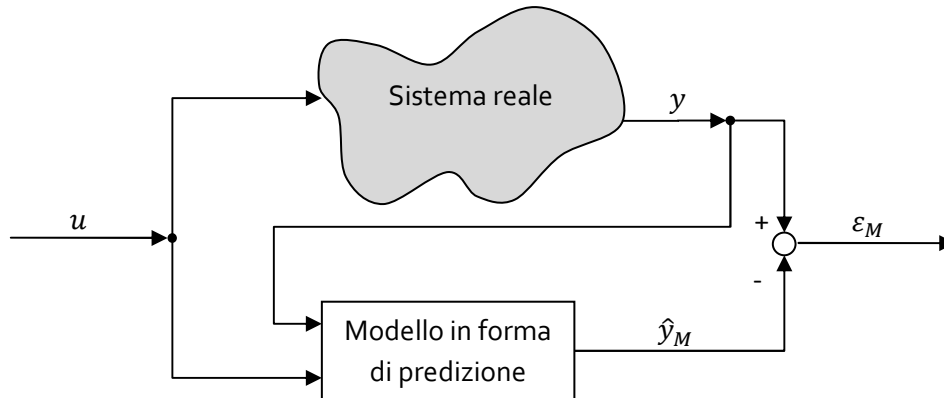 Sistema reale
y
u
+
ε_M
-
Modello in forma
di predizione
ŷ_M